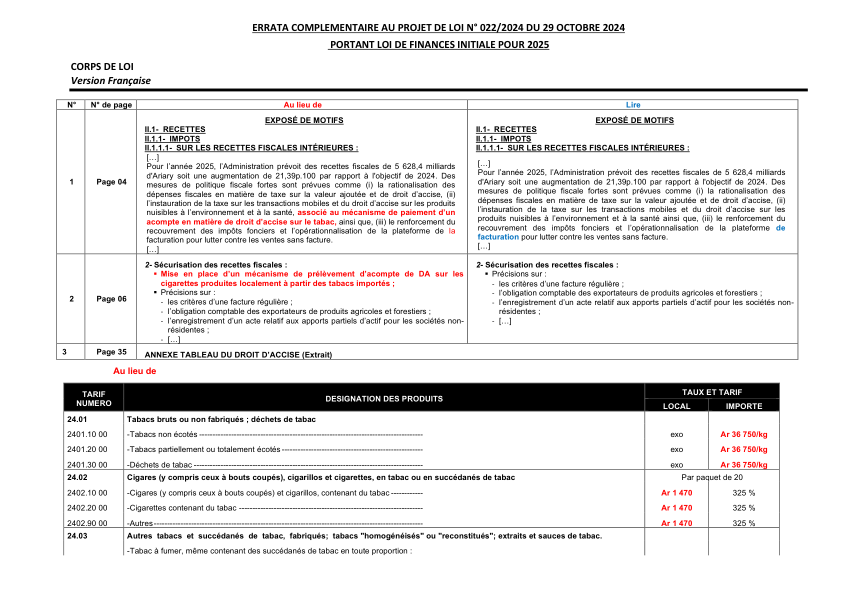 ERRATA COMPLEMENTAIRE AU PROJET DE LOI N° 022/2024 DU 29 OCTOBRE 2024
PORTANT LOI DE FINANCES INITIALE POUR 2025
CORPS DE LOI
Version Française
N° N° de page Au lieu de Lire
1 Page 04
EXPOSÉ DE MOTIFS
II.1- RECETTES
II.1.1- IMPOTS
II.1.1.1- SUR LES RECETTES FISCALES INTÉRIEURES :
[…]
Pour l’année 2025, l’Administration prévoit des recettes fiscales de 5 628,4 milliards
d’Ariary soit une augmentation de 21,39p.100 par rapport à l’objectif de 2024. Des
mesures de politique fiscale fortes sont prévues comme (i) la rationalisation des
dépenses fiscales en matière de taxe sur la valeur ajoutée et de droit d’accise, (ii)
l’instauration de la taxe sur les transactions mobiles et du droit d’accise sur les produits
nuisibles à l’environnement et à la santé, associé au mécanisme de paiement d’un
acompte en matière de droit d’accise sur le tabac, ainsi que, (iii) le renforcement du
recouvrement des impôts fonciers et l’opérationnalisation de la plateforme de la
facturation pour lutter contre les ventes sans facture.
[…]
EXPOSÉ DE MOTIFS
II.1- RECETTES
II.1.1- IMPOTS
II.1.1.1- SUR LES RECETTES FISCALES INTÉRIEURES :
[…]
Pour l’année 2025, l’Administration prévoit des recettes fiscales de 5 628,4 milliards
d’Ariary soit une augmentation de 21,39p.100 par rapport à l’objectif de 2024. Des
mesures de politique fiscale fortes sont prévues comme (i) la rationalisation des
dépenses fiscales en matière de taxe sur la valeur ajoutée et de droit d’accise, (ii)
l’instauration de la taxe sur les transactions mobiles et du droit d’accise sur les
produits nuisibles à l’environnement et à la santé ainsi que, (iii) le renforcement du
recouvrement des impôts fonciers et l’opérationnalisation de la plateforme de
facturation pour lutter contre les ventes sans facture.
[…]
2 Page 06
2- Sécurisation des recettes fiscales :
▪ Mise en place d’un mécanisme de prélèvement d’acompte de DA sur les
cigarettes produites localement à partir des tabacs importés ;
▪ Précisions sur :
- les critères d’une facture régulière ;
- l’obligation comptable des exportateurs de produits agricoles et forestiers ;
- l’enregistrement d’un acte relatif aux apports partiels d’actif pour les sociétés non-
résidentes ;
- […]
2- Sécurisation des recettes fiscales :
▪ Précisions sur :
- les critères d’une facture régulière ;
- l’obligation comptable des exportateurs de produits agricoles et forestiers ;
- l’enregistrement d’un acte relatif aux apports partiels d’actif pour les sociétés non-
résidentes ;
- […]
3 Page 35 ANNEXE TABLEAU DU DROIT D’ACCISE (Extrait)
Au lieu de
TARIF NUMERO DESIGNATION DES PRODUITS TAUX ET TARIF
LOCAL IMPORTE
24.01 Tabacs bruts ou non fabriqués ; déchets de tabac
2401.10 00 -Tabacs non écotés ---------- exo Ar 36 750/kg
2401.20 00 -Tabacs partiellement ou totalement écotés ---------- exo Ar 36 750/kg
2401.30 00 -Déchets de tabac ---------- exo Ar 36 750/kg
24.02 Cigares (y compris ceux à bouts coupés), cigarillos et cigarettes, en tabac ou en succédanés de tabac Par paquet de 20
2402.10 00 -Cigares (y compris ceux à bouts coupés) et cigarillos, contenant du tabac ---------- Ar 1 470 325 %
2402.20 00 -Cigarettes contenant du tabac ---------- Ar 1 470 325 %
2402.90 00 -Autres ---------- Ar 1 470 325 %
24.03 Autres tabacs et succédanés de tabac, fabriqués; tabacs "homogénéisés" ou "reconstitués"; extraits et sauces de tabac.
-Tabac à fumer, même contenant des succédanés de tabac en toute proportion :